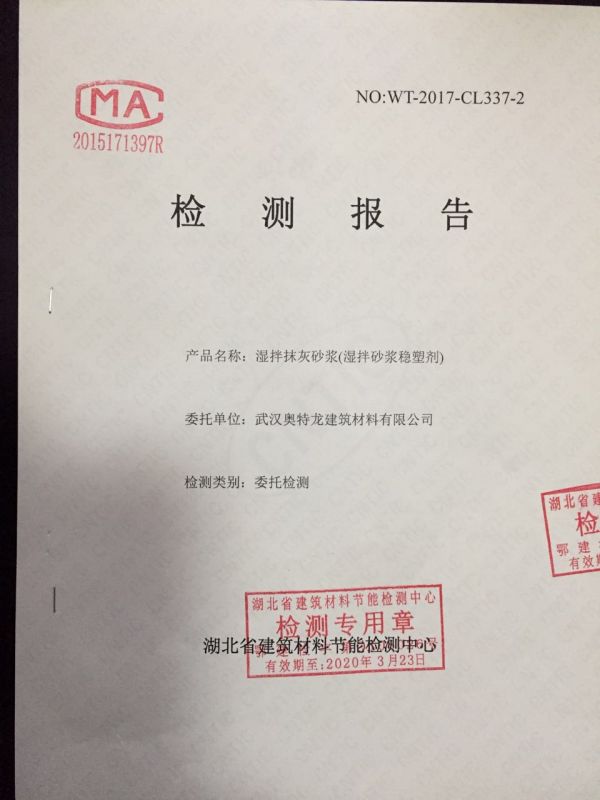 MA
2015171397R
NO:WT-2017-CL337-2
检测报告
产品名称：湿拌抹灰砂浆(湿拌砂浆稳塑剂)
委托单位：武汉奥特龙建筑材料有限公司
检测类别：委托检测
湖北省建
检
鄂建
有效期
湖北省建筑材料节能检测中心
检测专用章
湖北省建筑材料节能检测中心
鄂建检
有效期至:2020年3月23日